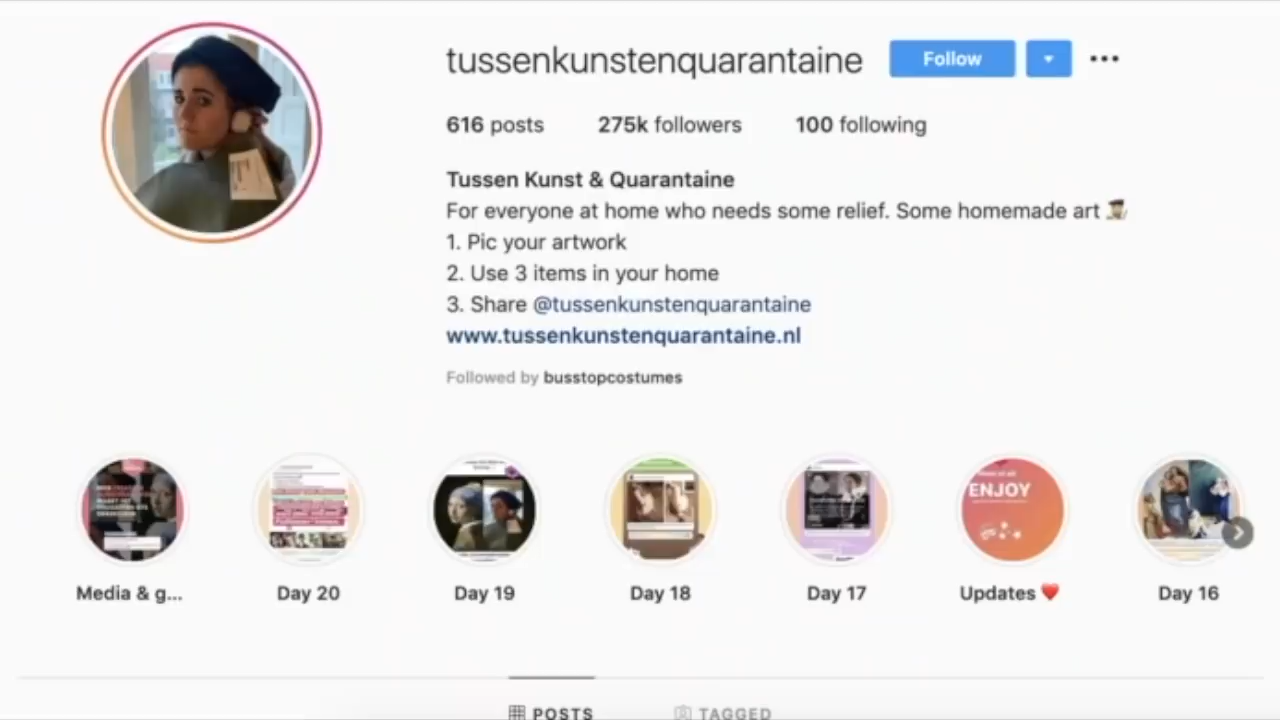 tussenkunstenquarantaine Follow
616 posts 275k followers 100 following
Tussen Kunst & Quarantaine
For everyone at home who needs some relief. Some homemade art
1. Pic your artwork
2. Use 3 items in your home
3. Share @tussenkunstenquarantaine
www.tussenkunstenquarantaine.nl
Followed by busstopcostumes
ENJOY
Media & g... Day 20 Day 19 Day 18 Day 17 Updates ❤️ Day 16
POSTS TAGGED